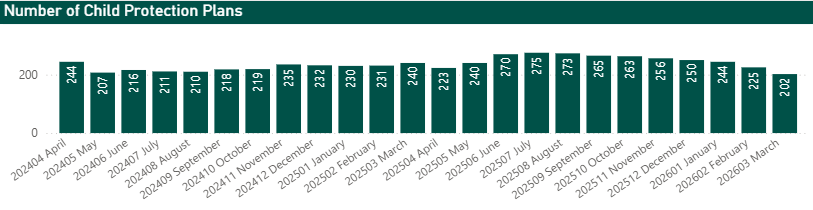 Number of Child Protection Plans
200
0
244
207
216
211
210
218
219
235
232
230
231
240
223
240
270
275
273
265
263
256
250
244
225
202
202404 April
202405 May
202406 June
202407 July
202408 August
202409 September
202410 October
202411 November
202412 December
202501 January
202502 February
202503 March
202504 April
202505 May
202506 June
202507 July
202508 August
202509 September
202510 October
202511 November
202512 December
202601 January
202602 February
202603 March